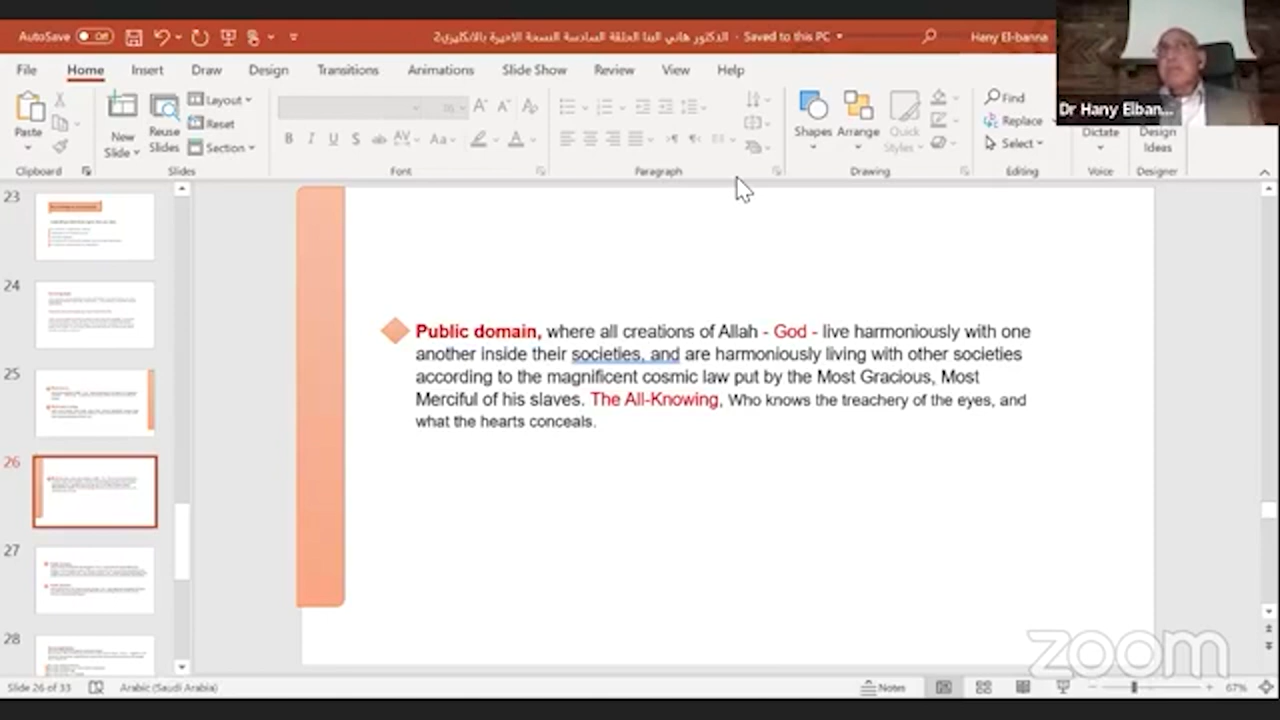 AutoSave Off
الدكتور هاني البنا الحلقة السادسة النسخة الاخيرة بالانكليزي2 - Saved to this PC
Hany El-banna
Dr Hany Elban...
File Home Insert Draw Design Transitions Animations Slide Show Review View Help
Paste
New Slide
Reuse Slides
Layout
Reset
Section
Shapes
Arrange
Quick Styles
Find
Replace
Select
Dictate
Design Ideas
Clipboard Slides Font Paragraph Drawing Editing Voice Designer
23
24
25
26
27
28
Public domain, where all creations of Allah - God - live harmoniously with one
another inside their societies, and are harmoniously living with other societies
according to the magnificent cosmic law put by the Most Gracious, Most
Merciful of his slaves. The All-Knowing, Who knows the treachery of the eyes, and
what the hearts conceals.
zoom
Slide 26 of 33 Arabic (Saudi Arabia) Notes 67%